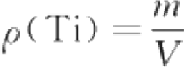 ρ(Ti) = m/V